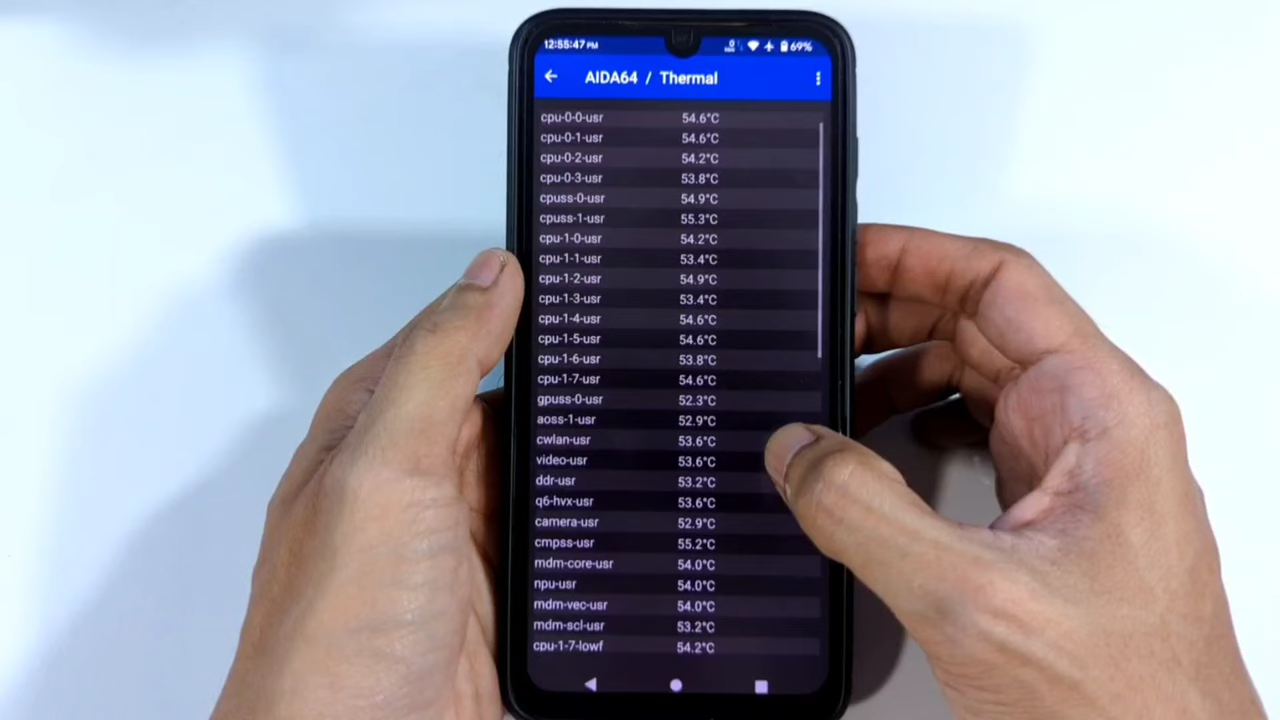 12:55:47 PM 69%
AIDA64 / Thermal
cpu-0-0-usr 54.6°C
cpu-0-1-usr 54.6°C
cpu-0-2-usr 54.2°C
cpu-0-3-usr 53.8°C
cpuss-0-usr 54.9°C
cpuss-1-usr 55.3°C
cpu-1-0-usr 54.2°C
cpu-1-1-usr 53.4°C
cpu-1-2-usr 54.9°C
cpu-1-3-usr 53.4°C
cpu-1-4-usr 54.6°C
cpu-1-5-usr 54.6°C
cpu-1-6-usr 53.8°C
cpu-1-7-usr 54.6°C
gpuss-0-usr 52.3°C
aoss-1-usr 52.9°C
cwlan-usr 53.6°C
video-usr 53.6°C
ddr-usr 53.2°C
q6-hvx-usr 53.6°C
camera-usr 52.9°C
cmpss-usr 55.2°C
mdm-core-usr 54.0°C
npu-usr 54.0°C
mdm-vec-usr 54.0°C
mdm-scl-usr 53.2°C
cpu-1-7-lowf 54.2°C